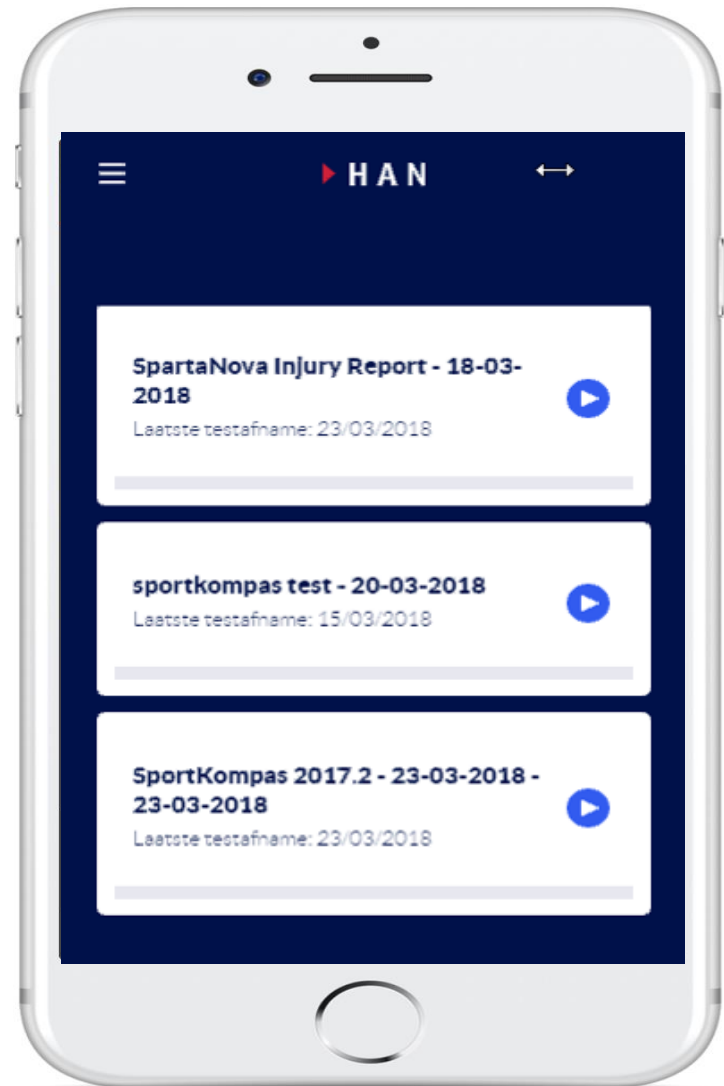 HAN
SpartaNova Injury Report - 18-03-
2018
Laatste testafname: 23/03/2018
sportkompas test - 20-03-2018
Laatste testafname: 15/03/2018
SportKompas 2017.2 - 23-03-2018 -
23-03-2018
Laatste testafname: 23/03/2018